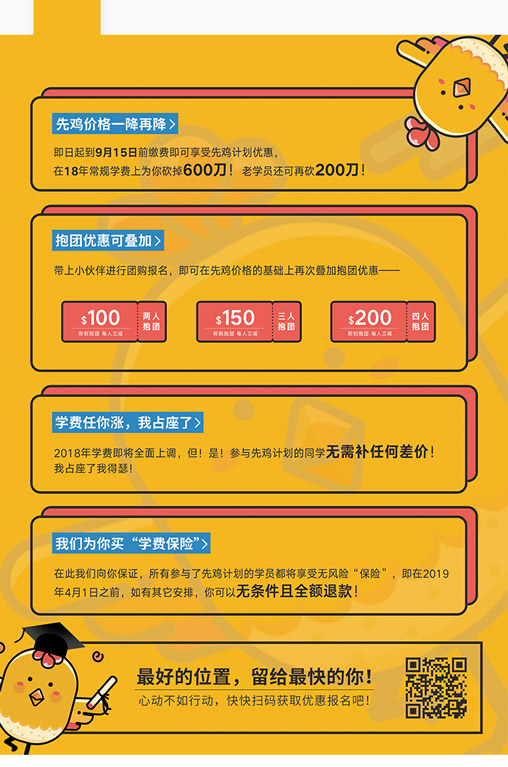 先鸡价格一降再降>
即日起到9月15日前缴费即可享受先鸡计划优惠，
在18年常规学费上为你砍掉600刀！老学员还可再砍200刀！
抱团优惠可叠加>
带上小伙伴进行团购报名，即可在先鸡价格的基础上再次叠加抱团优惠——
$100 两人抱团
即刻抱团 每人立减
$150 三人抱团
即刻抱团 每人立减
$200 四人抱团
即刻抱团 每人立减
学费任你涨，我占座了>
2018年学费即将全面上调，但！是！参与先鸡计划的同学无需补任何差价！
我占座了我得瑟！
我们为你买“学费保险”>
在此我们向你保证，所有参与了先鸡计划的学员都将享受无风险“保险”，即在2019
年4月1日之前，如有其它安排，你可以无条件且全额退款！
最好的位置，留给最快的你！
心动不如行动，快快扫码获取优惠报名吧！